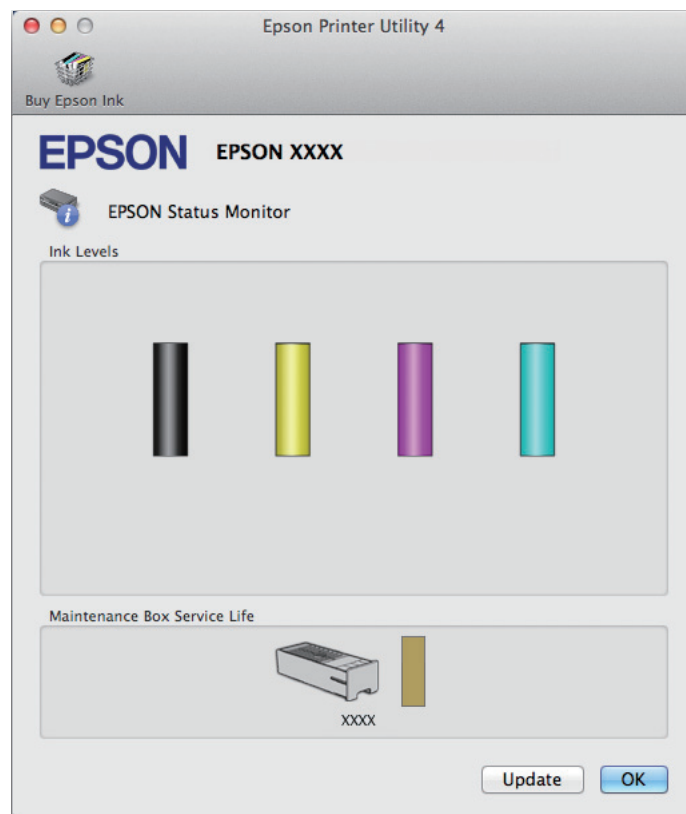 Epson Printer Utility 4
Buy Epson Ink
EPSON EPSON XXXX
EPSON Status Monitor
Ink Levels
Maintenance Box Service Life
XXXX
Update OK